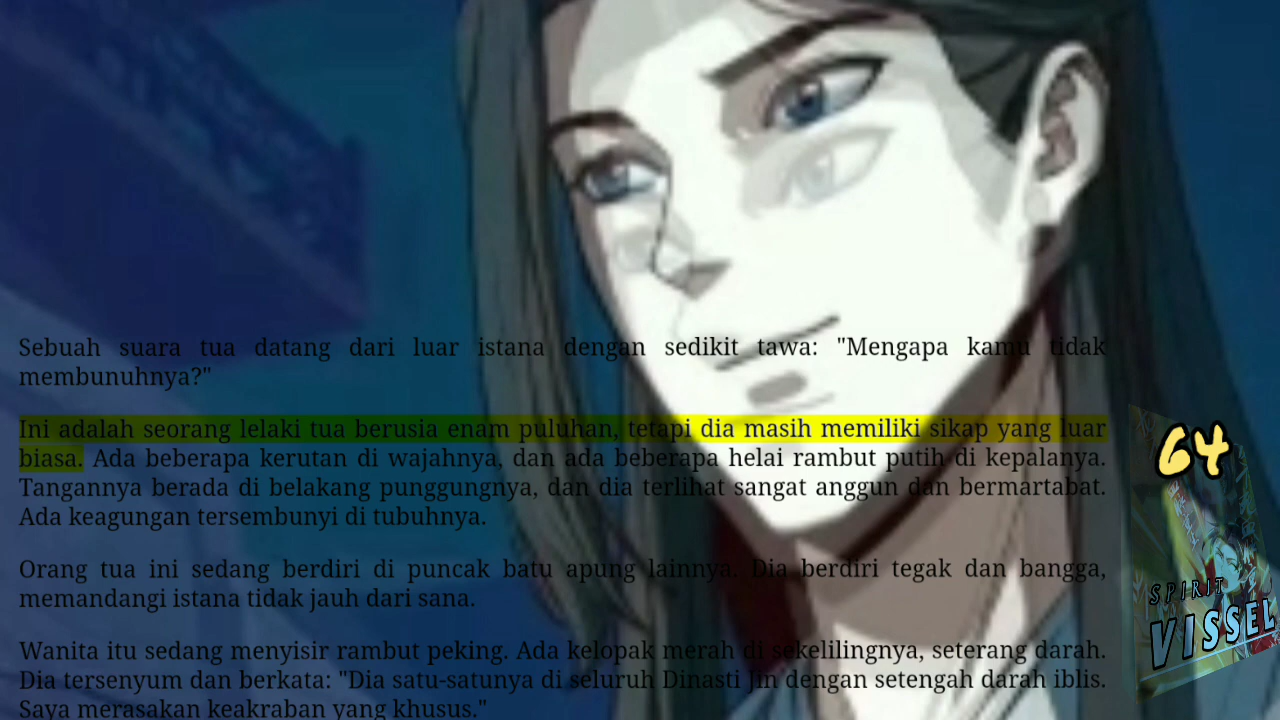 Sebuah suara tua datang dari luar istana dengan sedikit tawa: "Mengapa kamu tidak
membunuhnya?"
Ini adalah seorang lelaki tua berusia enam puluhan, tetapi dia masih memiliki sikap yang luar
biasa. Ada beberapa kerutan di wajahnya, dan ada beberapa helai rambut putih di kepalanya.
Tangannya berada di belakang punggungnya, dan dia terlihat sangat anggun dan bermartabat.
Ada keagungan tersembunyi di tubuhnya.
Orang tua ini sedang berdiri di puncak batu apung lainnya. Dia berdiri tegak dan bangga,
memandangi istana tidak jauh dari sana.
Wanita itu sedang menyisir rambut peking. Ada kelopak merah di sekelilingnya, seterang darah.
Dia tersenyum dan berkata: "Dia satu-satunya di seluruh Dinasti Jin dengan setengah darah iblis.
Saya merasakan keakraban yang khusus."
64
SPIRIT
VISSEL